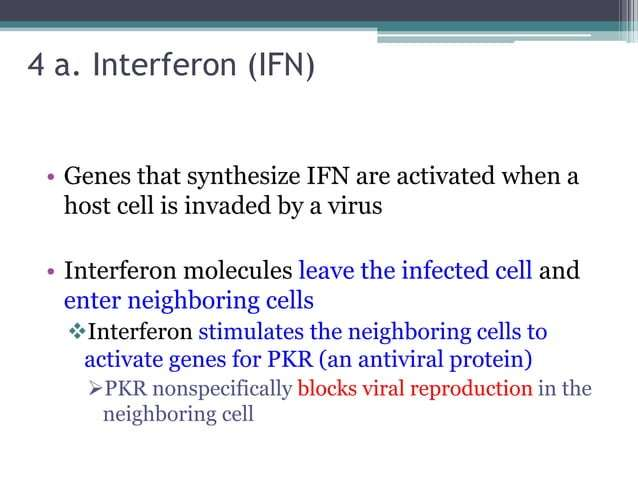 4 a. Interferon (IFN)
• Genes that synthesize IFN are activated when a
host cell is invaded by a virus
• Interferon molecules leave the infected cell and
enter neighboring cells
❖Interferon stimulates the neighboring cells to
activate genes for PKR (an antiviral protein)
➢PKR nonspecifically blocks viral reproduction in the
neighboring cell